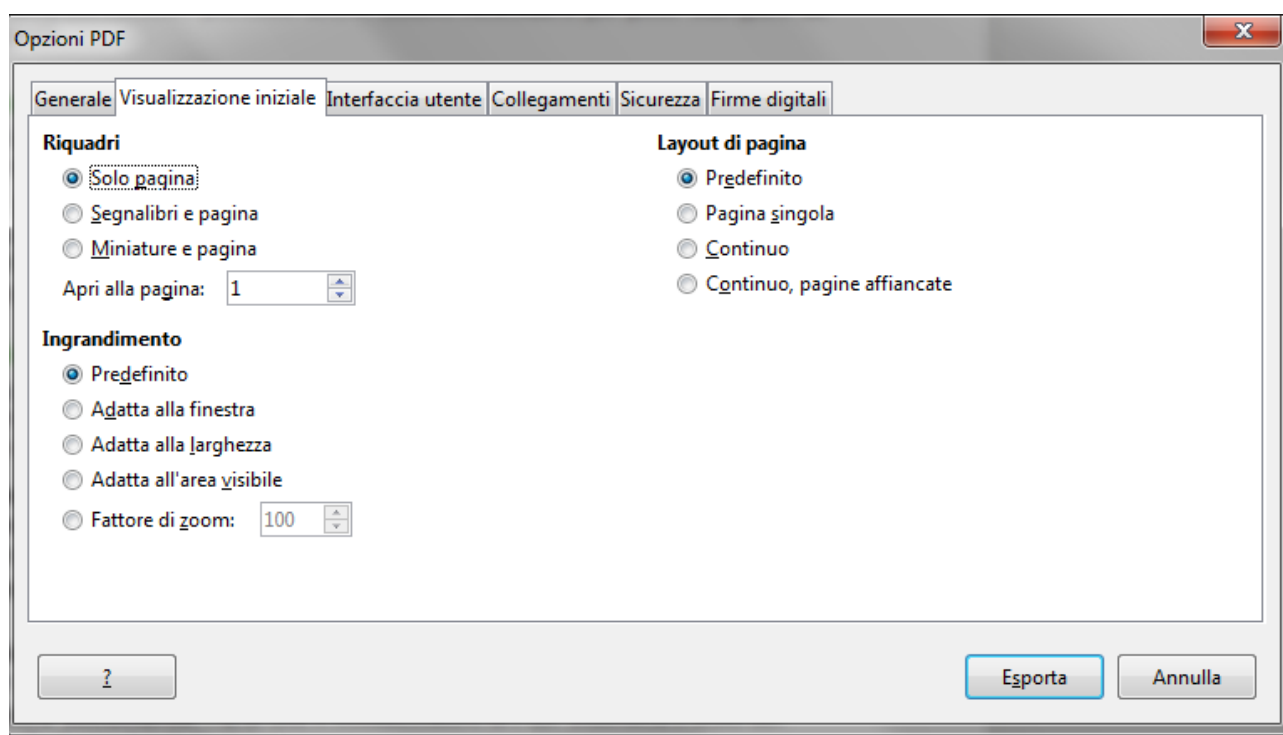 Opzioni PDF
Generale Visualizzazione iniziale Interfaccia utente Collegamenti Sicurezza Firme digitali
Riquadri
Solo pagina
Segnalibri e pagina
Miniature e pagina
Apri alla pagina: 1
Ingrandimento
Predefinito
Adatta alla finestra
Adatta alla larghezza
Adatta all'area visibile
Fattore di zoom: 100
Layout di pagina
Predefinito
Pagina singola
Continuo
Continuo, pagine affiancate
?
Esporta
Annulla